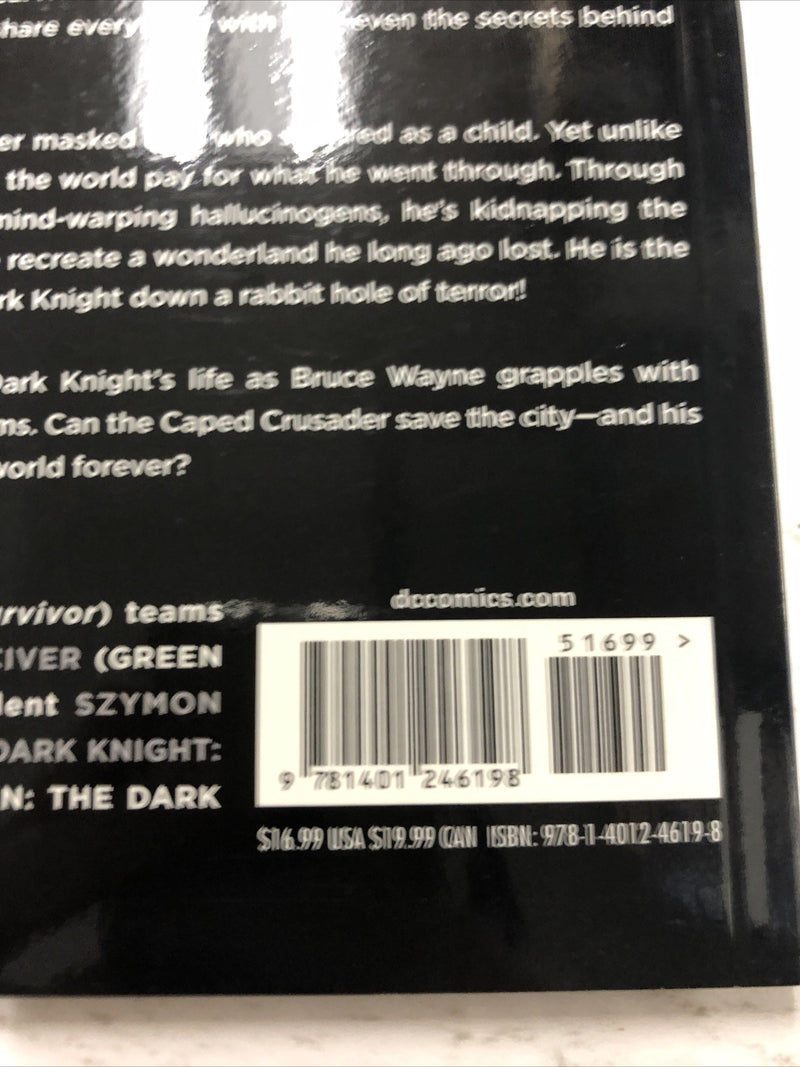 hare every with even the secrets behind
er masked who as a child. Yet unlike
the world pay for what he went through. Through
mind-warping hallucinogens, he's kidnapping the
recreate a wonderland he long ago lost. He is the
rk Knight down a rabbit hole of terror!
Dark Knight's life as Bruce Wayne grapples with
ms. Can the Caped Crusader save the city—and his
world forever?
urvivor) teams
CIVER (GREEN
lent SZYMON
DARK KNIGHT:
N: THE DARK
dccomics.com
51699 >
9 781401 246198
$16.99 USA $19.99 CAN ISBN: 978-1-4012-4619-8